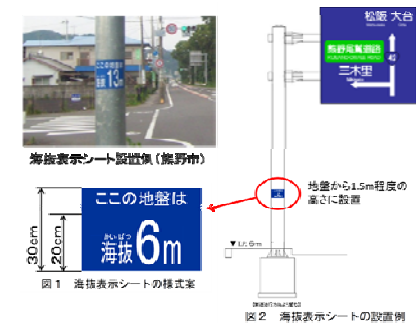 ここの地盤は
海抜 13m
海抜表示シート設置例(熊野市)
ここの地盤は
かいばつ
海抜6m
30cm
20cm
図1 海抜表示シートの様式案
松阪 大台
熊野尾鷲道路
42
三木里
地盤から1.5m程度の
高さに設置
図2 海抜表示シートの設置例